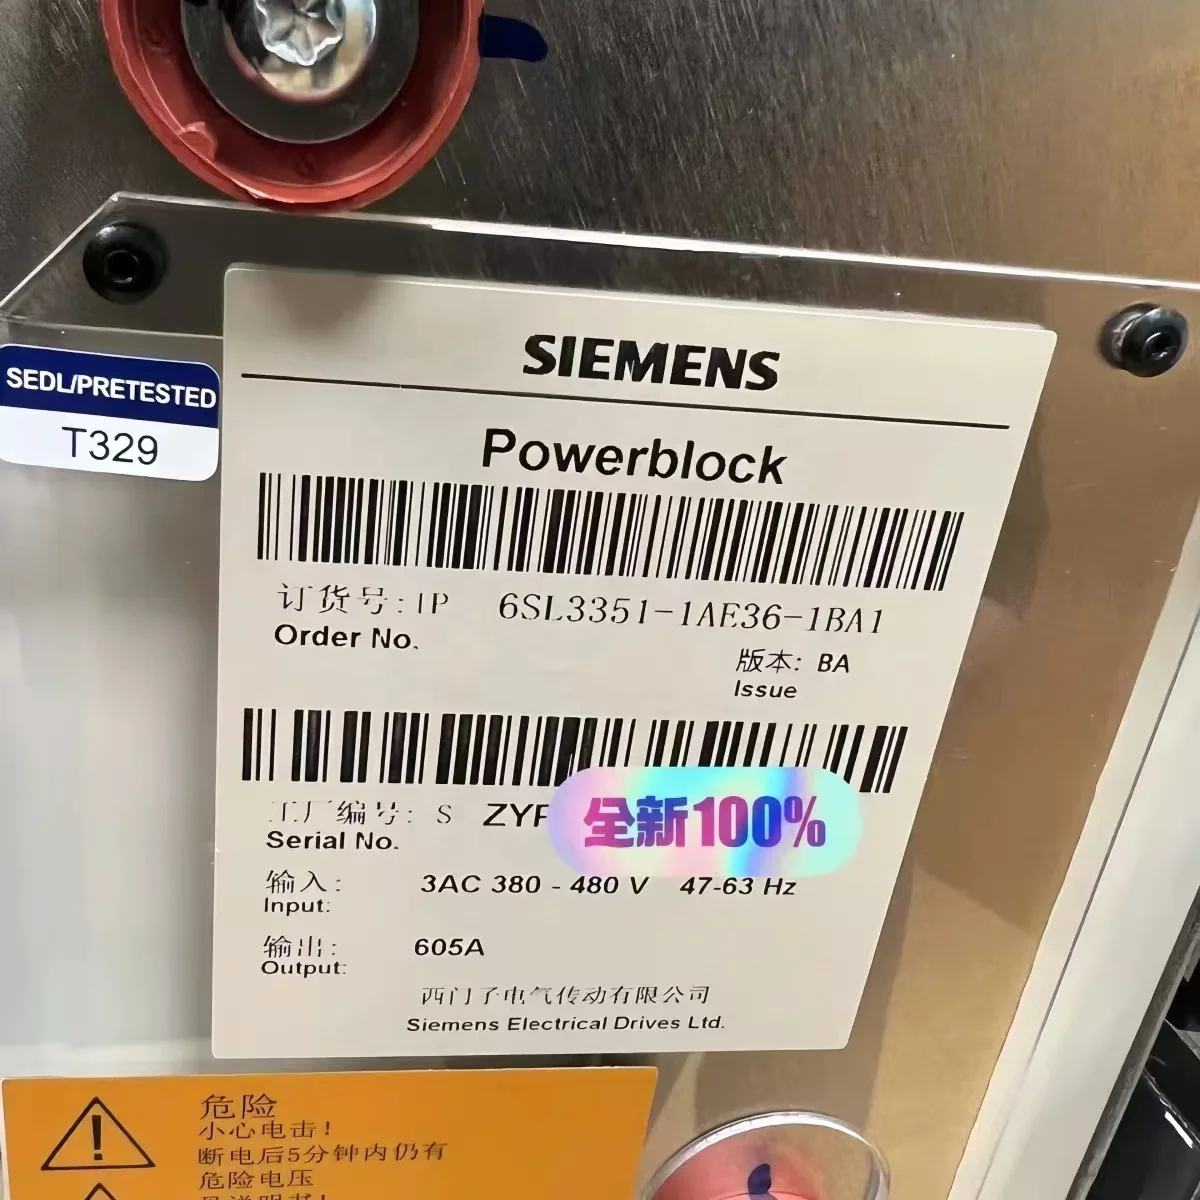 SEDL/PRETESTED
T329
SIEMENS
Powerblock
订货号: 1P 6SL3351-1AE36-1BA1
Order No.
版本: BA
Issue
工厂编号: S
Serial No.
全新100%
输入: 3AC 380 - 480 V 47-63 Hz
Input:
输出: 605A
Output:
西门子电气传动有限公司
Siemens Electrical Drives Ltd.
危险
小心电击!
断电后5分钟内仍有
危险电压